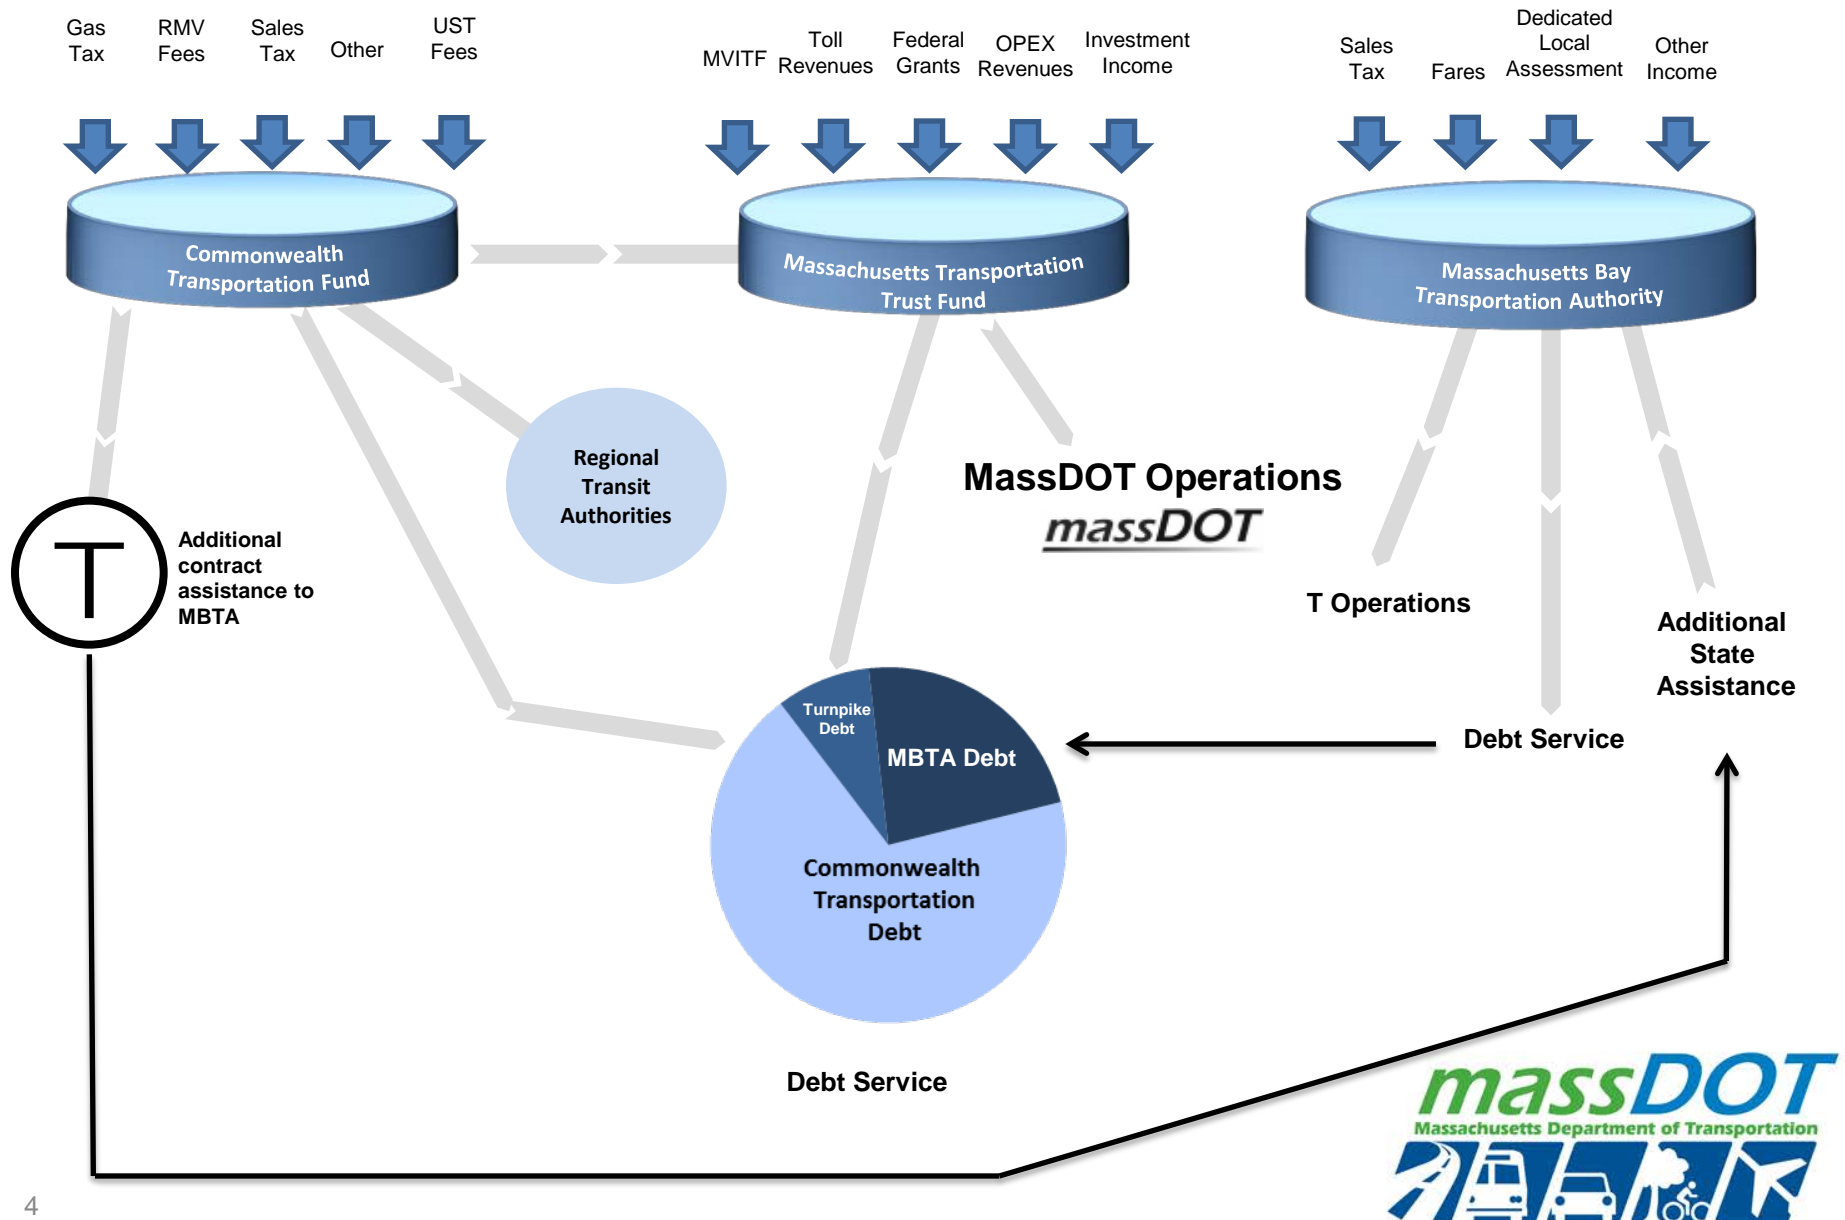 Gas
Tax
RMV
Fees
Sales
Tax
Other
UST
Fees
MVITF
Toll
Revenues
Federal
Grants
OPEX
Revenues
Investment
Income
Sales
Tax
Fares
Dedicated
Local
Assessment
Other
Income
Commonwealth
Transportation Fund
Massachusetts Transportation
Trust Fund
Massachusetts Bay
Transportation Authority
Regional
Transit
Authorities
MassDOT Operations
massDOT
T
Additional
contract
assistance to
MBTA
T Operations
Additional
State
Assistance
Debt Service
Turnpike
Debt
MBTA Debt
Commonwealth
Transportation
Debt
Debt Service
massDOT
Massachusetts Department of Transportation
4